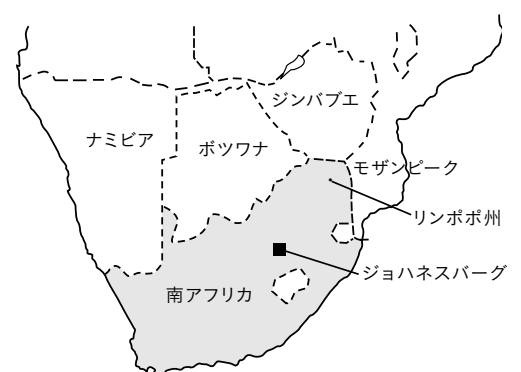 ジンバブエ
ナミビア
ボツワナ
モザンビーク
リンポポ州
ジョハネスバーグ
南アフリカ